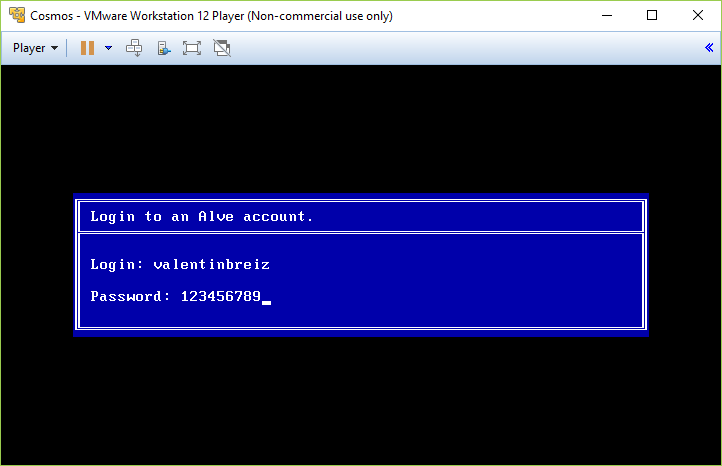 Cosmos - VMware Workstation 12 Player (Non-commercial use only)
Player
Login to an Alve account.
Login: valentinbreiz
Password: 123456789_